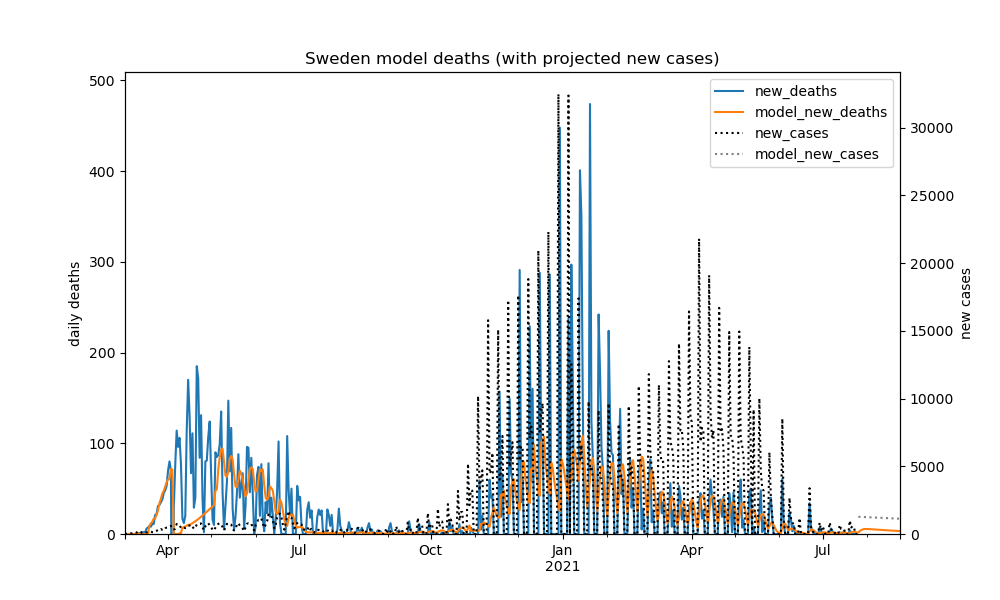 Sweden model deaths (with projected new cases)
500
400
300
200
100
0
daily deaths
new_deaths
model_new_deaths
new_cases
model_new_cases
30000
25000
20000
15000
10000
5000
0
new cases
Apr
Jul
Oct
Jan
2021
Apr
Jul